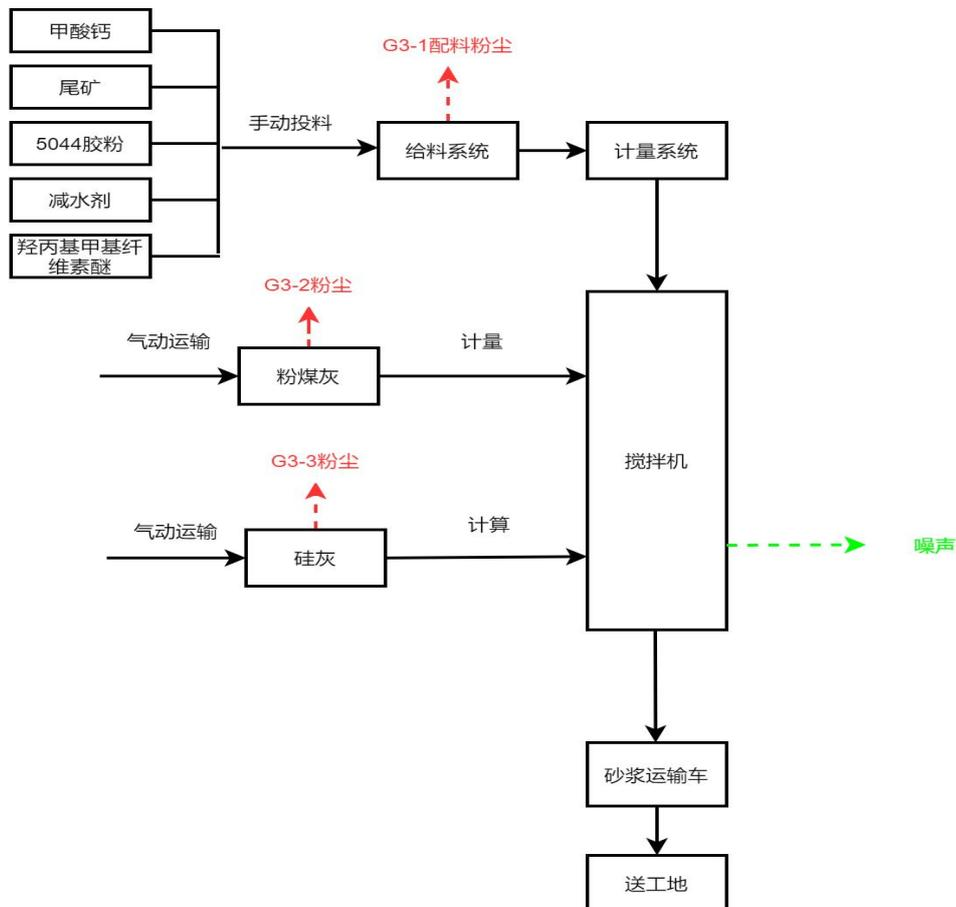 甲酸钙
尾矿
5044胶粉
减水剂
羟丙基甲基纤
维素醚
手动投料
G3-1配料粉尘
给料系统
计量系统
G3-2粉尘
气动运输
粉煤灰
计量
G3-3粉尘
气动运输
硅灰
计算
搅拌机
噪声
砂浆运输车
送工地